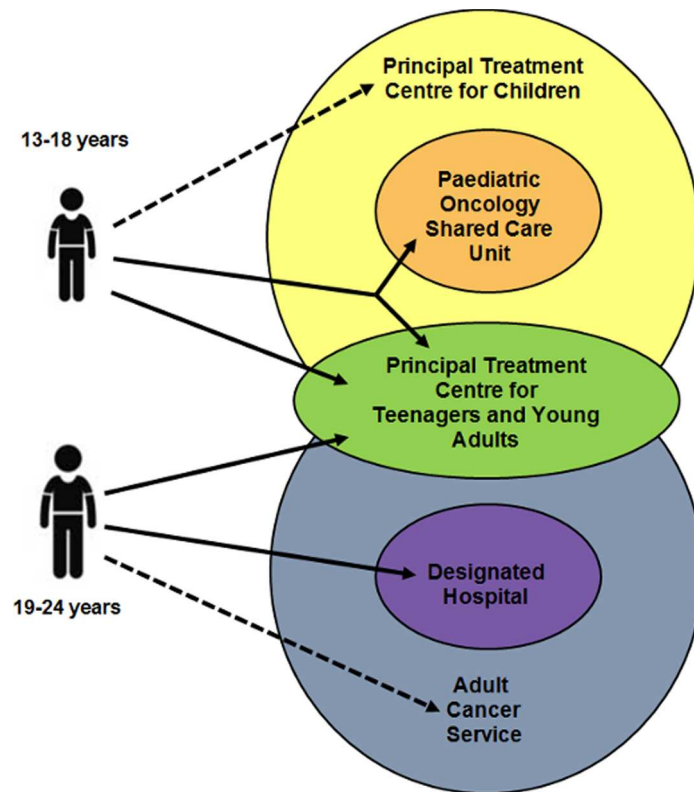 Principal Treatment
Centre for Children
13-18 years
Paediatric
Oncology
Shared Care
Unit
Principal Treatment
Centre for
Teenagers and Young
Adults
19-24 years
Designated
Hospital
Adult
Cancer
Service